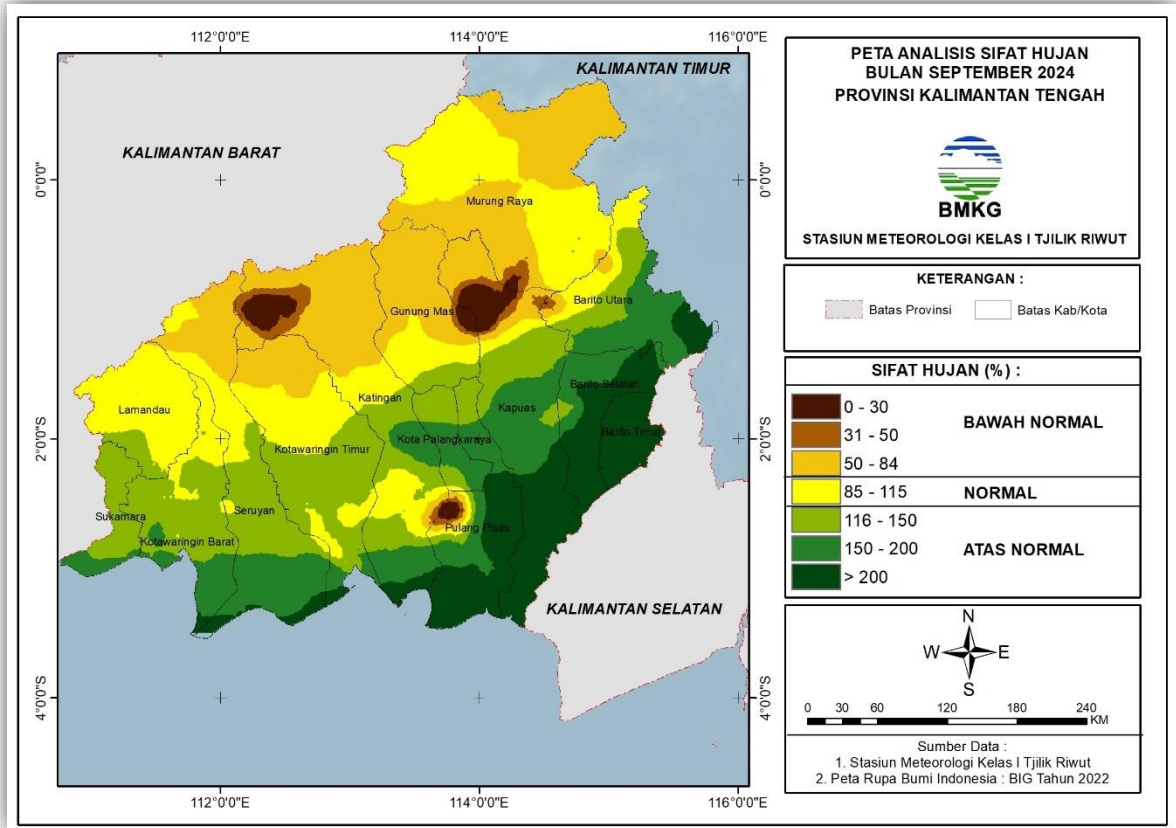 112°0'0"E 114°0'0"E 116°0'0"E
KALIMANTAN TIMUR
KALIMANTAN BARAT
0°0'0" 0°0'0"
Murung Raya
Gunung Mas
Barito Utara
Lamandau
Katingan
Barito Selatan
Kapuas
Barito Timur
2°0'0"S 2°0'0"S
Kotawaringin Timur
Kota Palangkaraya
Sukamara
Seruyan
Kotawaringin Barat
Pulang Pisau
KALIMANTAN SELATAN
4°0'0"S 4°0'0"S
112°0'0"E 114°0'0"E 116°0'0"E
PETA ANALISIS SIFAT HUJAN
BULAN SEPTEMBER 2024
PROVINSI KALIMANTAN TENGAH
BMKG
STASIUN METEOROLOGI KELAS I TJILIK RIWUT
KETERANGAN :
Batas Provinsi Batas Kab/Kota
SIFAT HUJAN (%) :
0 - 30
BAWAH NORMAL
31 - 50
50 - 84
85 - 115 NORMAL
116 - 150
150 - 200 ATAS NORMAL
> 200
N
W E
S
0 30 60 120 180 240
KM
Sumber Data :
1. Stasiun Meteorologi Kelas I Tjilik Riwut
2. Peta Rupa Bumi Indonesia : BIG Tahun 2022